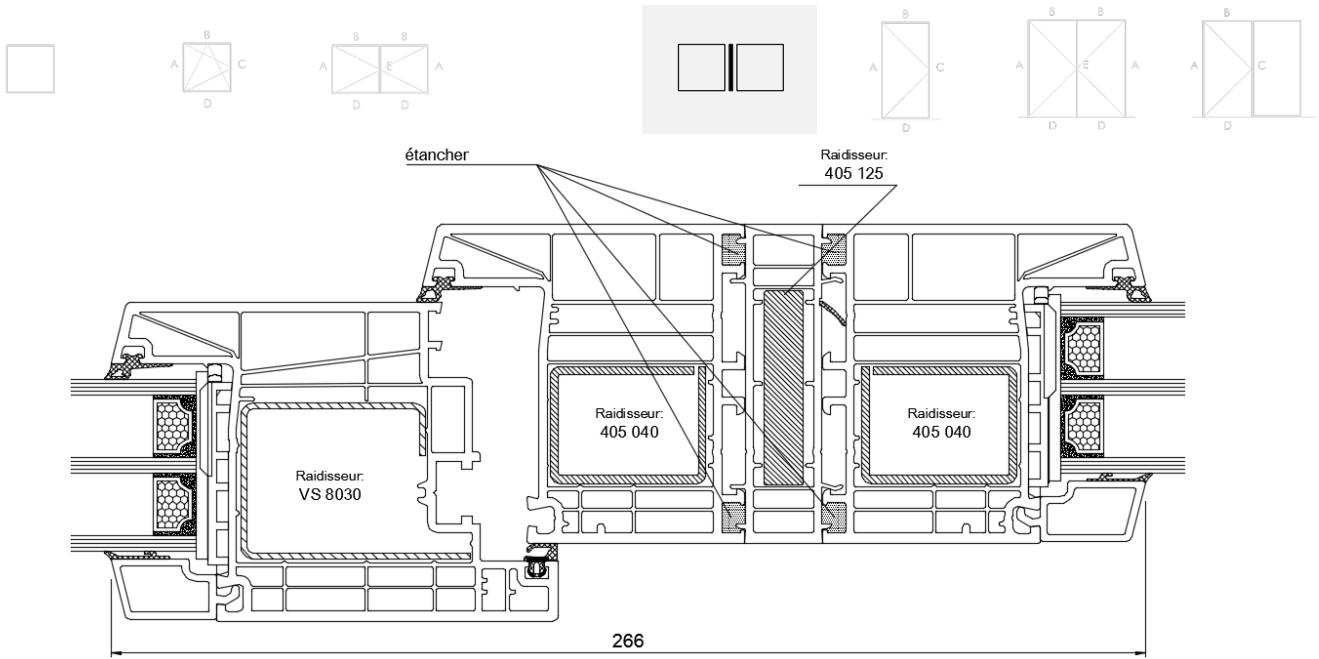 B
A
C
D
B
B
A
E
A
D
D
B
A
C
D
B
B
A
E
A
D
D
B
A
C
D
étancher
Raidisseur:
405 125
Raidisseur:
405 040
Raidisseur:
405 040
Raidisseur:
VS 8030
266